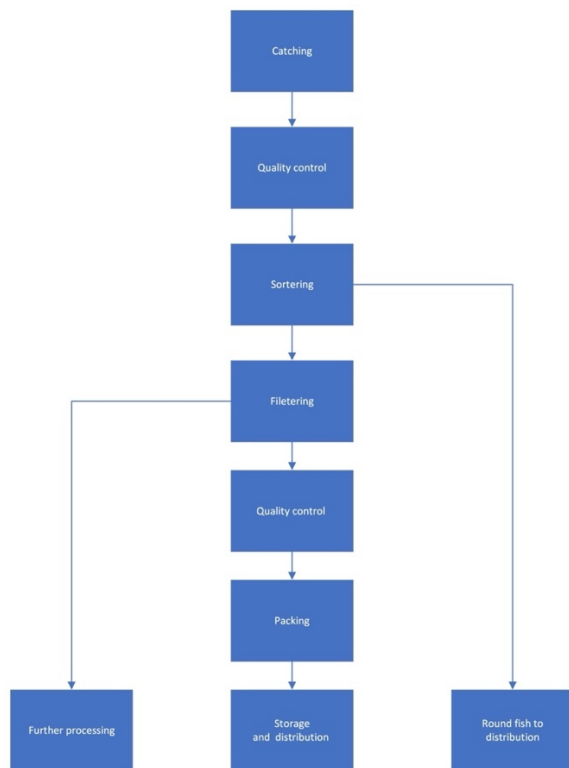 Catching
Quality control
Sortering
Filetering
Quality control
Packing
Further processing
Storage
and distribution
Round fish to
distribution